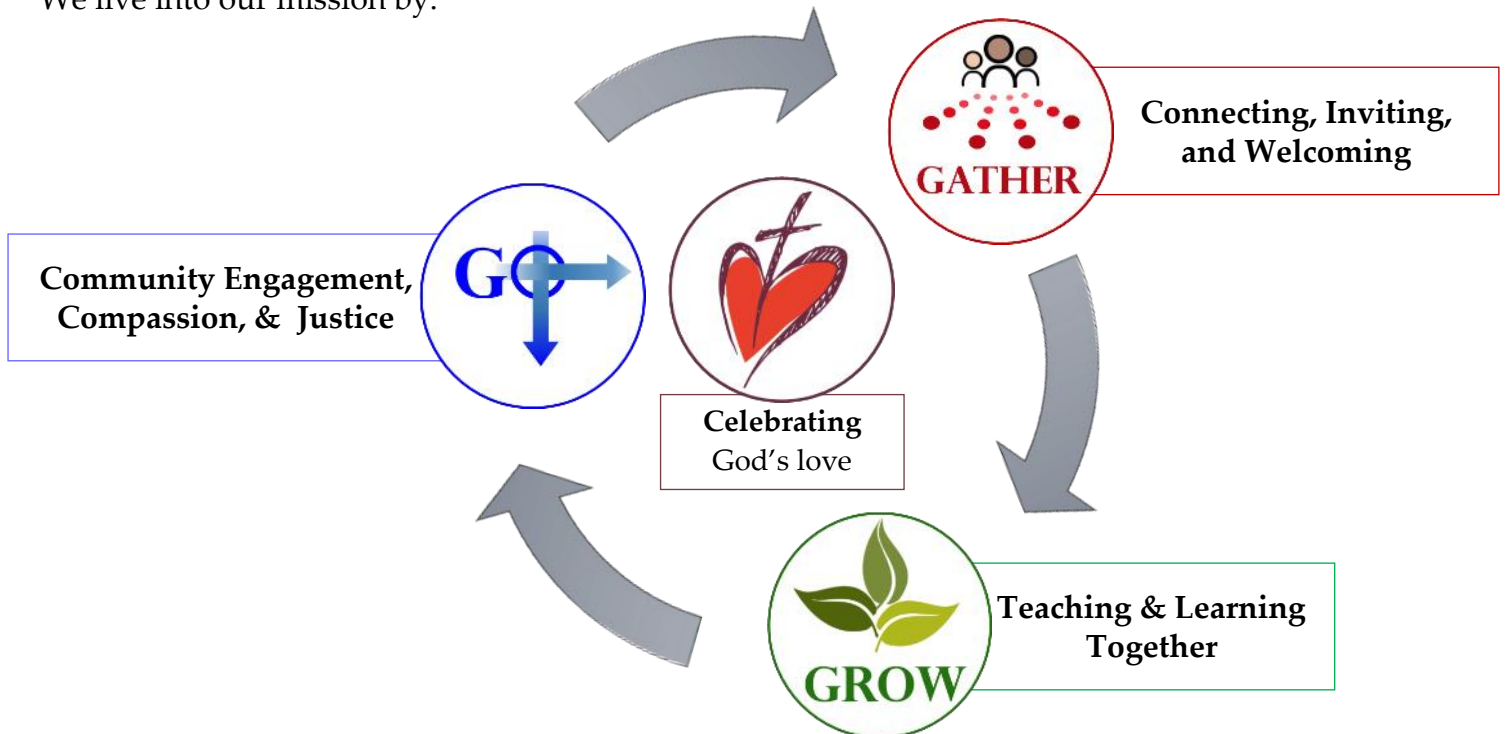 We live into our mission by:
GATHER
Connecting, Inviting,
and Welcoming
GO
Community Engagement,
Compassion, & Justice
Celebrating
God's love
GROW
Teaching & Learning
Together